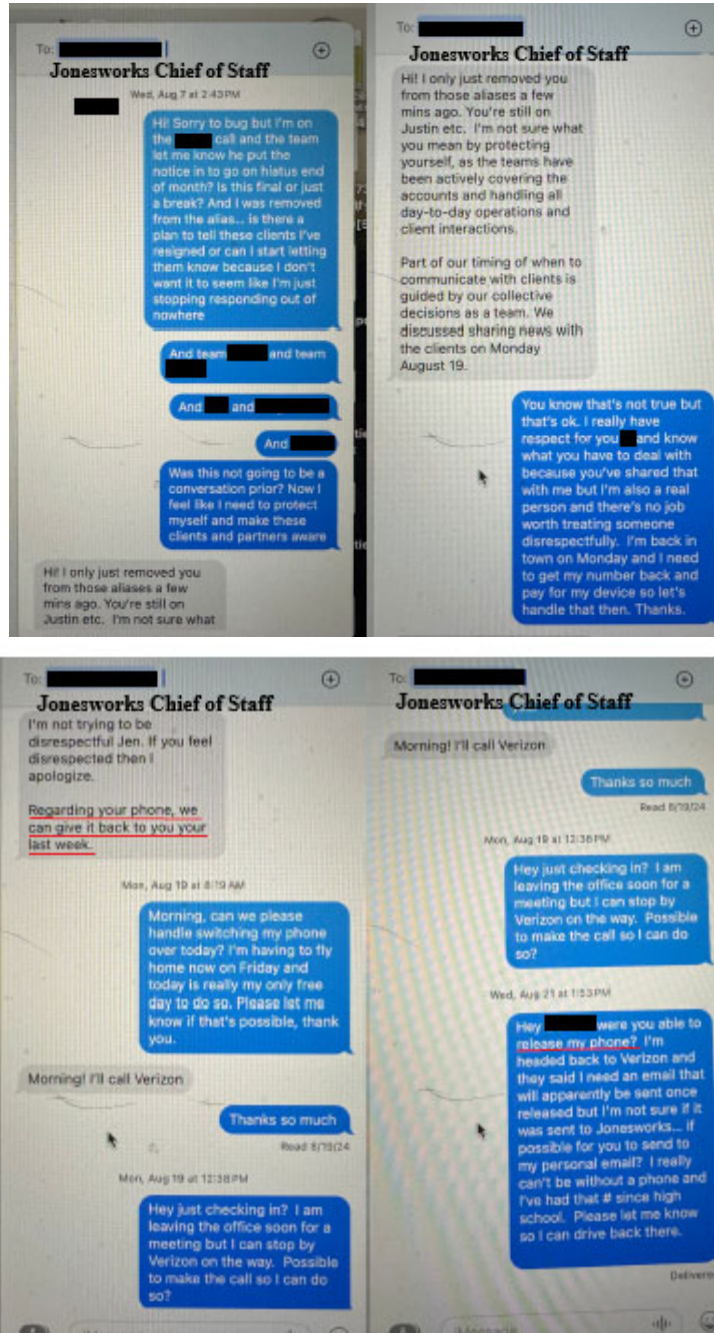 To:
Jonesworks Chief of Staff
Wed, Aug 7 at 2:43 PM
Hi! Sorry to bug but I'm on
the call and the team
let me know he put the
notice in to go on hiatus end
of month? Is this final or just
a break? And I was removed
from the alias... is there a
plan to tell these clients I've
resigned or can I start letting
them know because I don't
want it to seem like I'm just
stopping responding out of
nowhere
And team and team
And and
And
Was this not going to be a
conversation prior? Now I
feel like I need to protect
myself and make these
clients and partners aware
Hi! I only just removed you
from those aliases a few
mins ago. You're still on
Justin etc. I'm not sure what
To:
Jonesworks Chief of Staff
Hi! I only just removed you
from those aliases a few
mins ago. You're still on
Justin etc. I'm not sure what
you mean by protecting
yourself, as the teams have
been actively covering the
accounts and handling all
day-to-day operations and
client interactions.
Part of our timing of when to
communicate with clients is
guided by our collective
decisions as a team. We
discussed sharing news with
the clients on Monday
August 19.
You know that's not true but
that's ok. I really have
respect for you and know
what you have to deal with
because you've shared that
with me but I'm also a real
person and there's no job
worth treating someone
disrespectfully. I'm back in
town on Monday and I need
to get my number back and
pay for my device so let's
handle that then. Thanks.
To:
Jonesworks Chief of Staff
I'm not trying to be
disrespectful Jen. If you feel
disrespected then I
apologize.
Regarding your phone, we
can give it back to you your
last week.
Mon, Aug 19 at 8:19 AM
Morning, can we please
handle switching my phone
over today? I'm having to fly
home now on Friday and
today is really my only free
day to do so. Please let me
know if that's possible, thank
you.
Morning! I'll call Verizon
Thanks so much
Read 8/19/24
Mon, Aug 19 at 12:38 PM
Hey just checking in? I am
leaving the office soon for a
meeting but I can stop by
Verizon on the way. Possible
to make the call so I can do
so?
To:
Jonesworks Chief of Staff
Morning! I'll call Verizon
Thanks so much
Read 8/19/24
Mon, Aug 19 at 12:38 PM
Hey just checking in? I am
leaving the office soon for a
meeting but I can stop by
Verizon on the way. Possible
to make the call so I can do
so?
Wed, Aug 21 at 1:53 PM
Hey were you able to
release my phone? I'm
headed back to Verizon and
they said I need an email that
will apparently be sent once
released but I'm not sure if it
was sent to Jonesworks... if
possible for you to send to
my personal email? I really
can't be without a phone and
I've had that # since high
school. Please let me know
so I can drive back there.
Delivered
iMessage